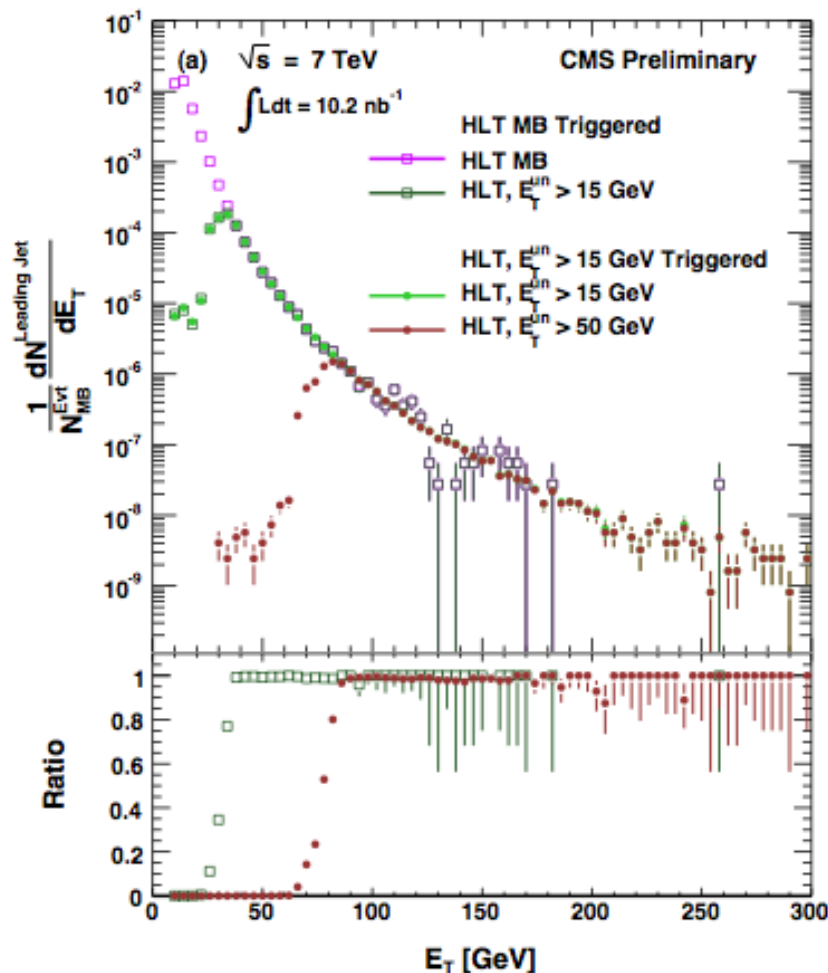 (a) √s = 7 TeV CMS Preliminary
∫Ldt = 10.2 nb⁻¹
HLT MB Triggered
HLT MB
HLT, E_T^un > 15 GeV
HLT, E_T^un > 15 GeV Triggered
HLT, E_T^un > 15 GeV
HLT, E_T^un > 50 GeV
1/N_MB^Evt dN^Leading Jet/dE_T
10⁻¹
10⁻²
10⁻³
10⁻⁴
10⁻⁵
10⁻⁶
10⁻⁷
10⁻⁸
10⁻⁹
Ratio
1
0.8
0.6
0.4
0.2
0
0 50 100 150 200 250 300
E_T [GeV]